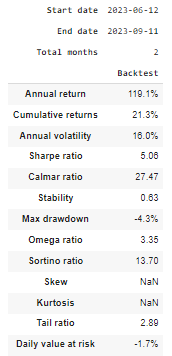 Start date 2023-06-12
End date 2023-09-11
Total months 2
Backtest
Annual return 119.1%
Cumulative returns 21.3%
Annual volatility 16.0%
Sharpe ratio 5.06
Calmar ratio 27.47
Stability 0.63
Max drawdown -4.3%
Omega ratio 3.35
Sortino ratio 13.70
Skew NaN
Kurtosis NaN
Tail ratio 2.89
Daily value at risk -1.7%